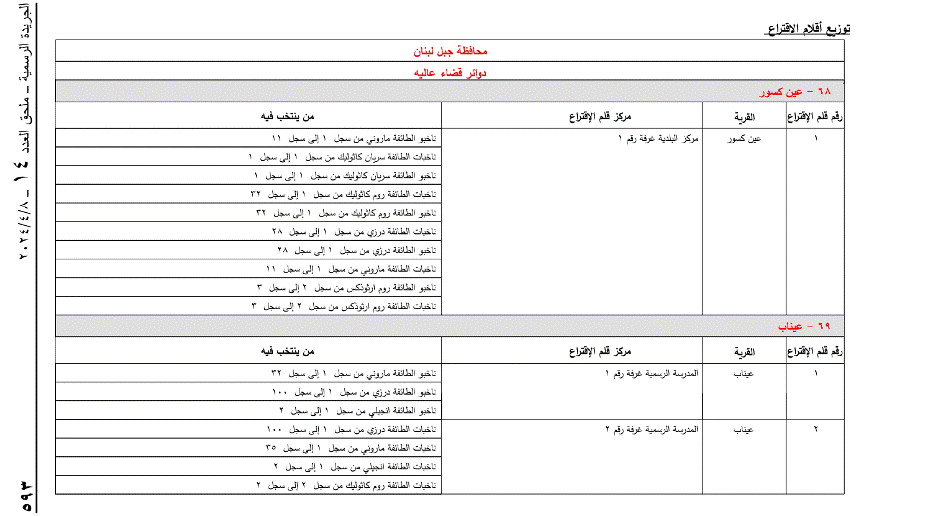 توزيع أقلام الاقتراع
محافظة جبل لبنان
دوائر قضاء عاليه
٦٨ - عين كسور
رقم قلم الإقتراع القرية مركز قلم الإقتراع من ينتخب فيه
١ عين كسور مركز البلدية غرفة رقم ١ ناخبو الطائفة ماروني من سجل ١ إلى سجل ١١
ناخبات الطائفة سريان كاثوليك من سجل ١ إلى سجل ١
ناخبو الطائفة سريان كاثوليك من سجل ١ إلى سجل ١
ناخبات الطائفة روم كاثوليك من سجل ١ إلى سجل ٣٢
ناخبو الطائفة روم كاثوليك من سجل ١ إلى سجل ٣٢
ناخبات الطائفة درزي من سجل ١ إلى سجل ٢٨
ناخبو الطائفة درزي من سجل ١ إلى سجل ٢٨
ناخبات الطائفة ماروني من سجل ١ إلى سجل ١١
ناخبو الطائفة روم ارثوذكس من سجل ٢ إلى سجل ٣
ناخبات الطائفة روم ارثوذكس من سجل ٢ إلى سجل ٣
٦٩ - عيناب
رقم قلم الإقتراع القرية مركز قلم الإقتراع من ينتخب فيه
١ عيناب المدرسة الرسمية غرفة رقم ١ ناخبو الطائفة ماروني من سجل ١ إلى سجل ٣٢
ناخبو الطائفة درزي من سجل ١ إلى سجل ١٠٠
ناخبو الطائفة انجيلي من سجل ١ إلى سجل ٢
٢ عيناب المدرسة الرسمية غرفة رقم ٢ ناخبات الطائفة درزي من سجل ١ إلى سجل ١٠٠
ناخبات الطائفة ماروني من سجل ١ إلى سجل ٣٥
ناخبات الطائفة انجيلي من سجل ١ إلى سجل ٢
ناخبات الطائفة روم كاثوليك من سجل ٢ إلى سجل ٢
الجريدة الرسمية – ملحق العدد ١٤ – ٢٠٢٤/٤/٨
٥٩٣